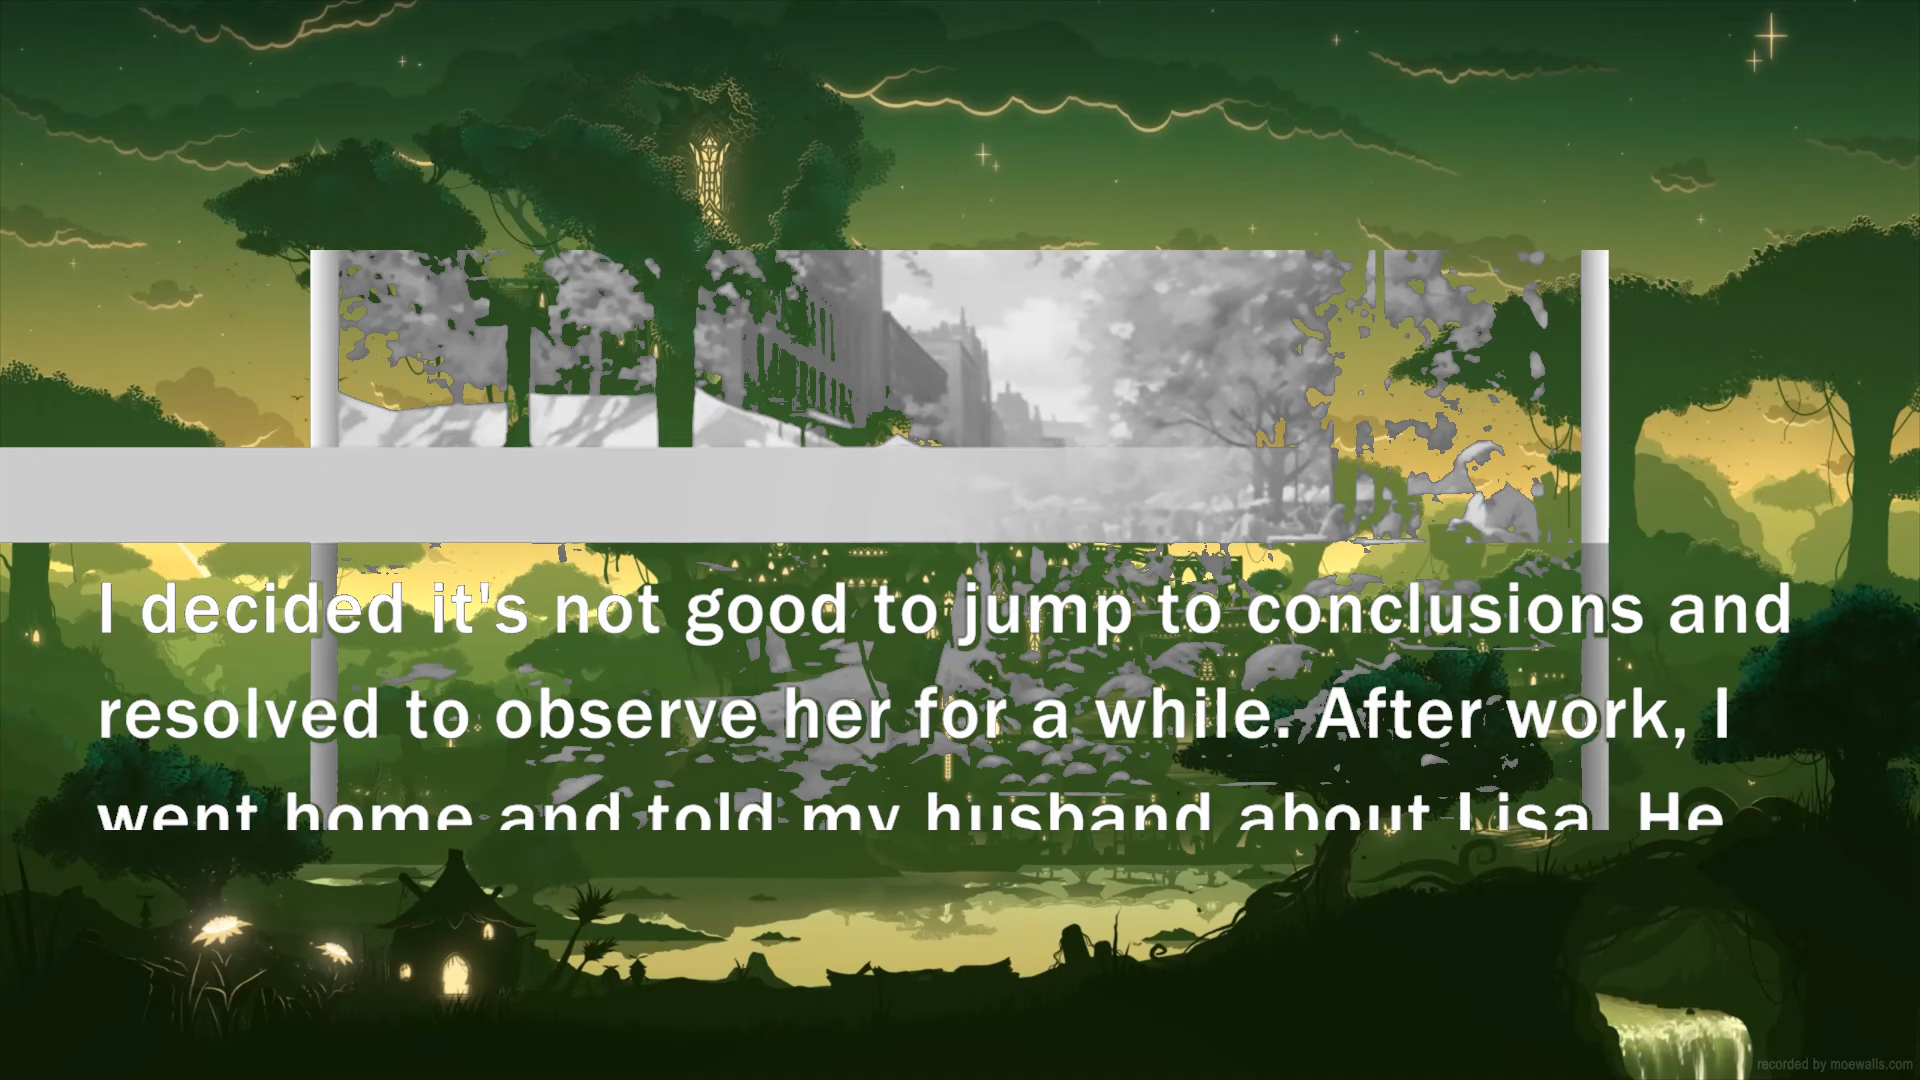 I decided it's not good to jump to conclusions and
resolved to observe her for a while. After work, I
went home and told my husband about Lisa. He
recorded by moewalls.com